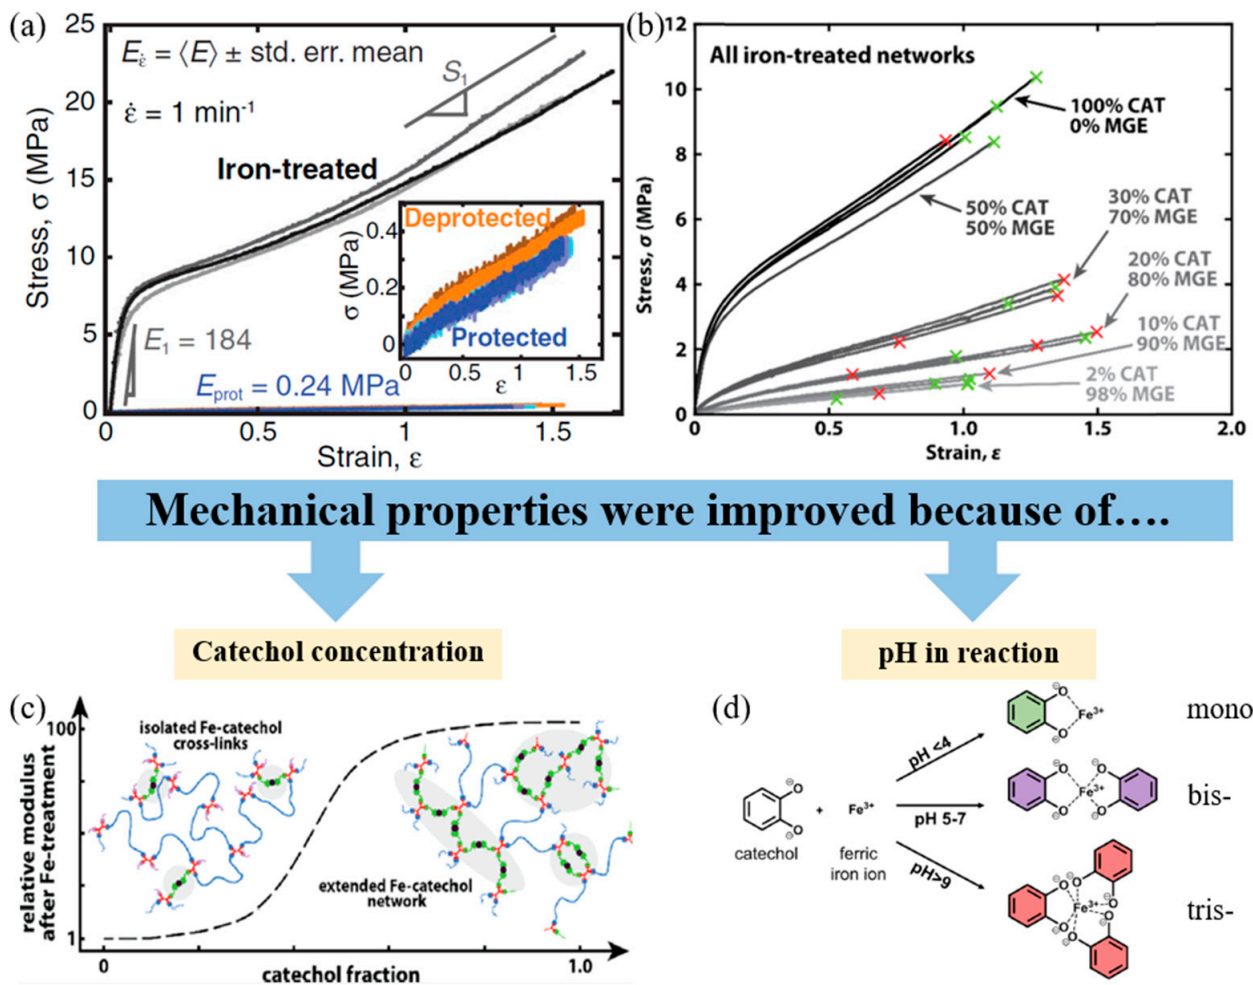 (a)
25
20
15
10
5
0
Stress, σ (MPa)
E_ε̇ = ⟨E⟩ ± std. err. mean
ε̇ = 1 min⁻¹
S₁
Iron-treated
E₁ = 184
E_prot = 0.24 MPa
Deprotected
Protected
σ (MPa)
0.4
0.2
0
0 0.5 1 1.5
ε
0 0.5 1 1.5
Strain, ε
(b)
12
10
8
6
4
2
0
Stress, σ (MPa)
All iron-treated networks
100% CAT
0% MGE
50% CAT
50% MGE
30% CAT
70% MGE
20% CAT
80% MGE
10% CAT
90% MGE
2% CAT
98% MGE
0 0.5 1.0 1.5 2.0
Strain, ε
Mechanical properties were improved because of….
Catechol concentration
pH in reaction
(c)
relative modulus
after Fe-treatment
100
1
isolated Fe-catechol
cross-links
extended Fe-catechol
network
0 1.0
catechol fraction
(d)
⊖
O
O
⊖
catechol
+
Fe³⁺
ferric
iron ion
pH <4
pH 5-7
pH>9
⊖
O
Fe³⁺
O
⊖
mono
⊖ ⊖
O O
Fe³⁺
O O
⊖ ⊖
bis-
⊖ ⊖
O O
Fe³⁺
O
O
O O
⊖ ⊖
tris-